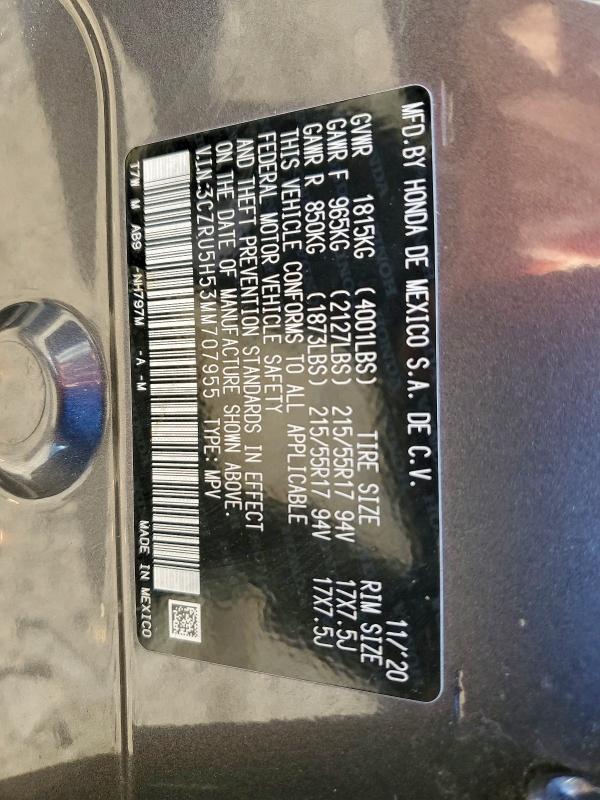 MFD. BY HONDA DE MEXICO S.A. DE C.V. 11/'20
GVWR 1815KG (4001LBS) TIRE SIZE RIM SIZE
GAWR F 965KG (2127LBS) 215/55R17 94V 17X7.5J
GAWR R 850KG (1873LBS) 215/55R17 94V 17X7.5J
THIS VEHICLE CONFORMS TO ALL APPLICABLE
FEDERAL MOTOR VEHICLE SAFETY
AND THEFT PREVENTION STANDARDS IN EFFECT
ON THE DATE OF MANUFACTURE SHOWN ABOVE.
VIN:3CZRU5H53MM707955 TYPE: MPV
T7W M AB9 -NH797M -A -M MADE IN MEXICO